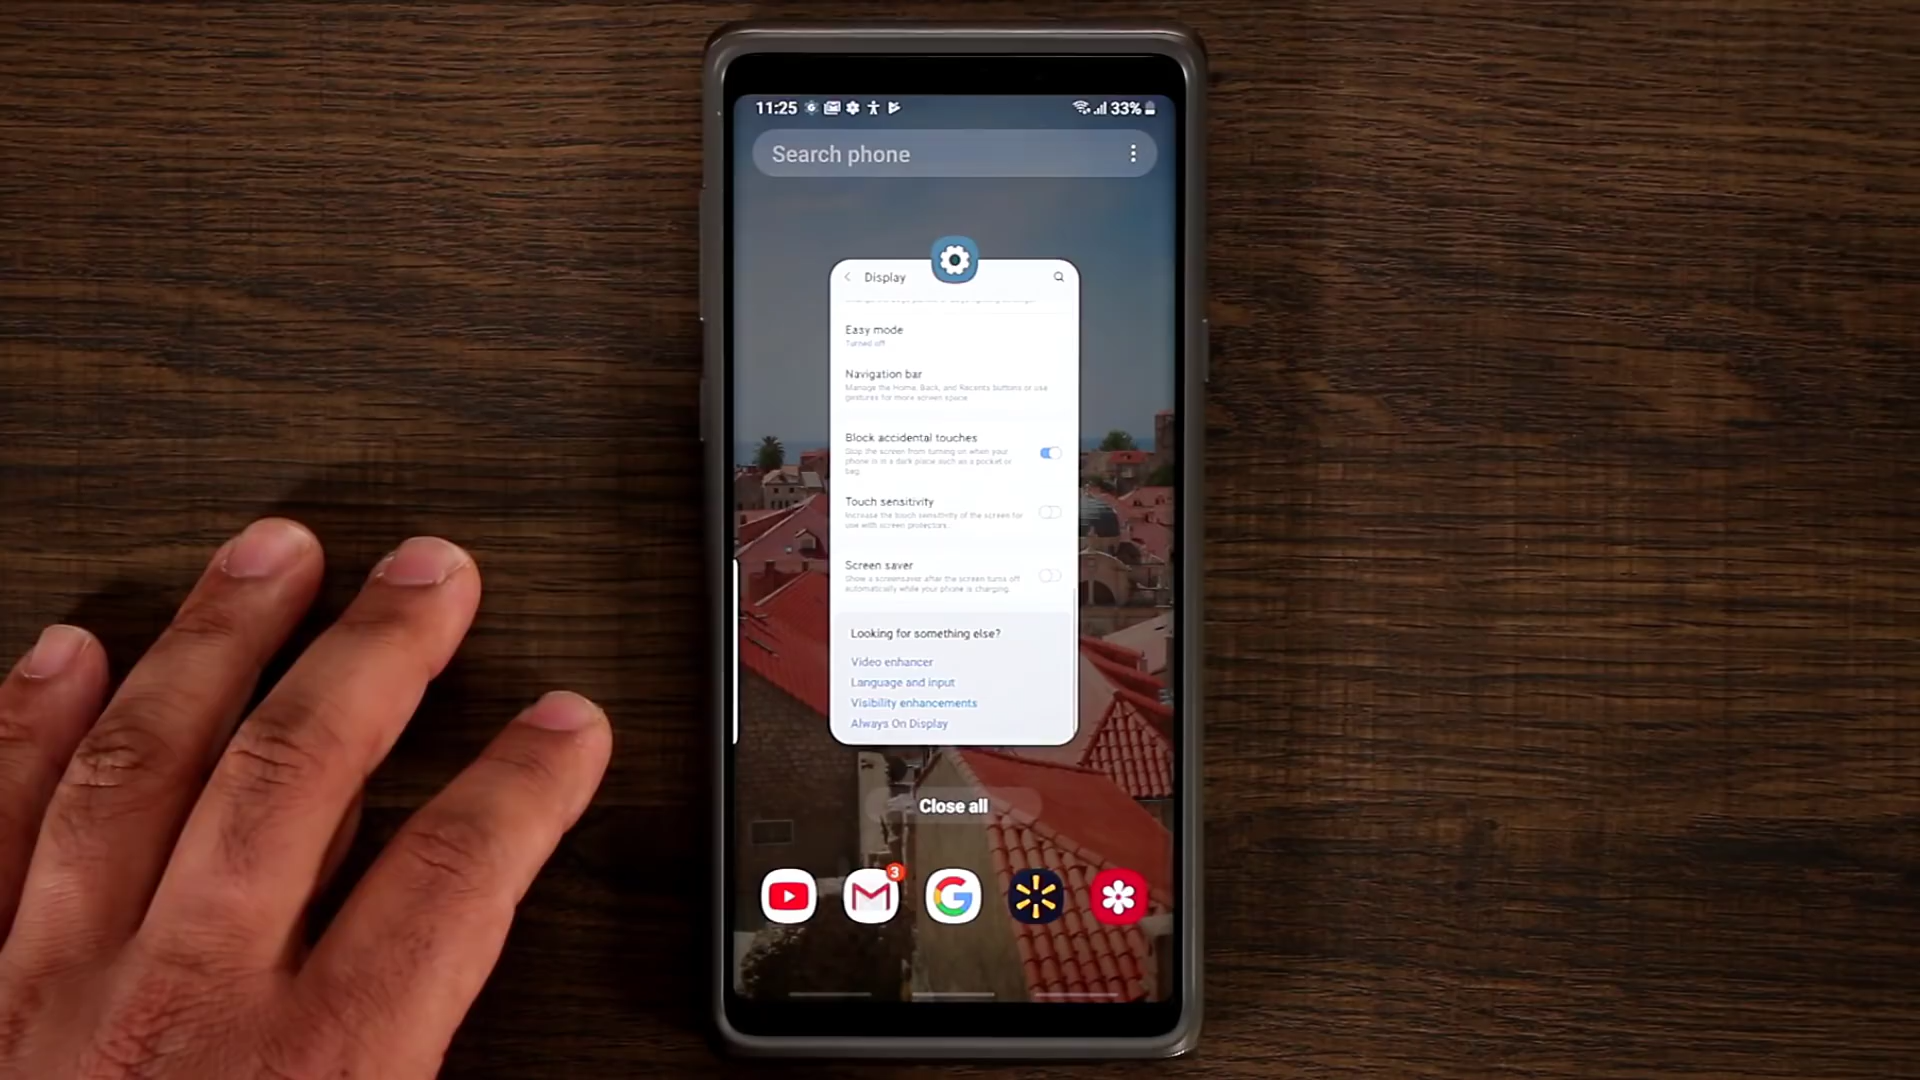 11:25
33%
Search phone
Display
Easy mode
Turned off
Navigation bar
Manage the Home, Back, and Recents buttons or use
gestures for more screen space.
Block accidental touches
Stop the screen from turning on when your
phone is in a dark place such as a pocket or
bag.
Touch sensitivity
Increase the touch sensitivity of the screen for
use with screen protectors.
Screen saver
Show a screensaver after the screen turns off
automatically while your phone is charging.
Looking for something else?
Video enhancer
Language and input
Visibility enhancements
Always On Display
Close all
3